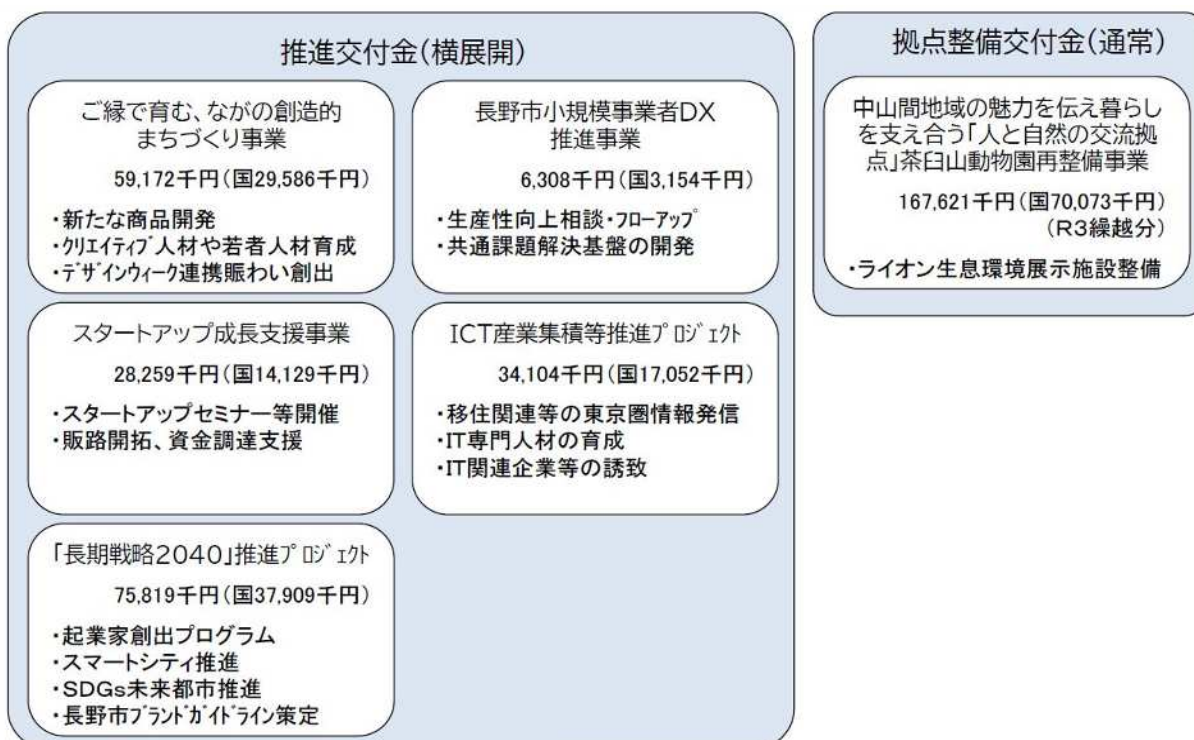 推進交付金(横展開)
ご縁で育む、ながの創造的
まちづくり事業
59,172千円(国29,586千円)
・新たな商品開発
・クリエイティブ人材や若者人材育成
・デザインウィーク連携賑わい創出
長野市小規模事業者DX
推進事業
6,308千円(国3,154千円)
・生産性向上相談・フローアップ
・共通課題解決基盤の開発
スタートアップ成長支援事業
28,259千円(国14,129千円)
・スタートアップセミナー等開催
・販路開拓、資金調達支援
ICT産業集積等推進プロジェクト
34,104千円(国17,052千円)
・移住関連等の東京圏情報発信
・IT専門人材の育成
・IT関連企業等の誘致
「長期戦略2040」推進プロジェクト
75,819千円(国37,909千円)
・起業家創出プログラム
・スマートシティ推進
・SDGs未来都市推進
・長野市ブランドガイドライン策定
拠点整備交付金(通常)
中山間地域の魅力を伝え暮らし
を支え合う「人と自然の交流拠
点」茶臼山動物園再整備事業
167,621千円(国70,073千円)
(R3繰越分)
・ライオン生息環境展示施設整備